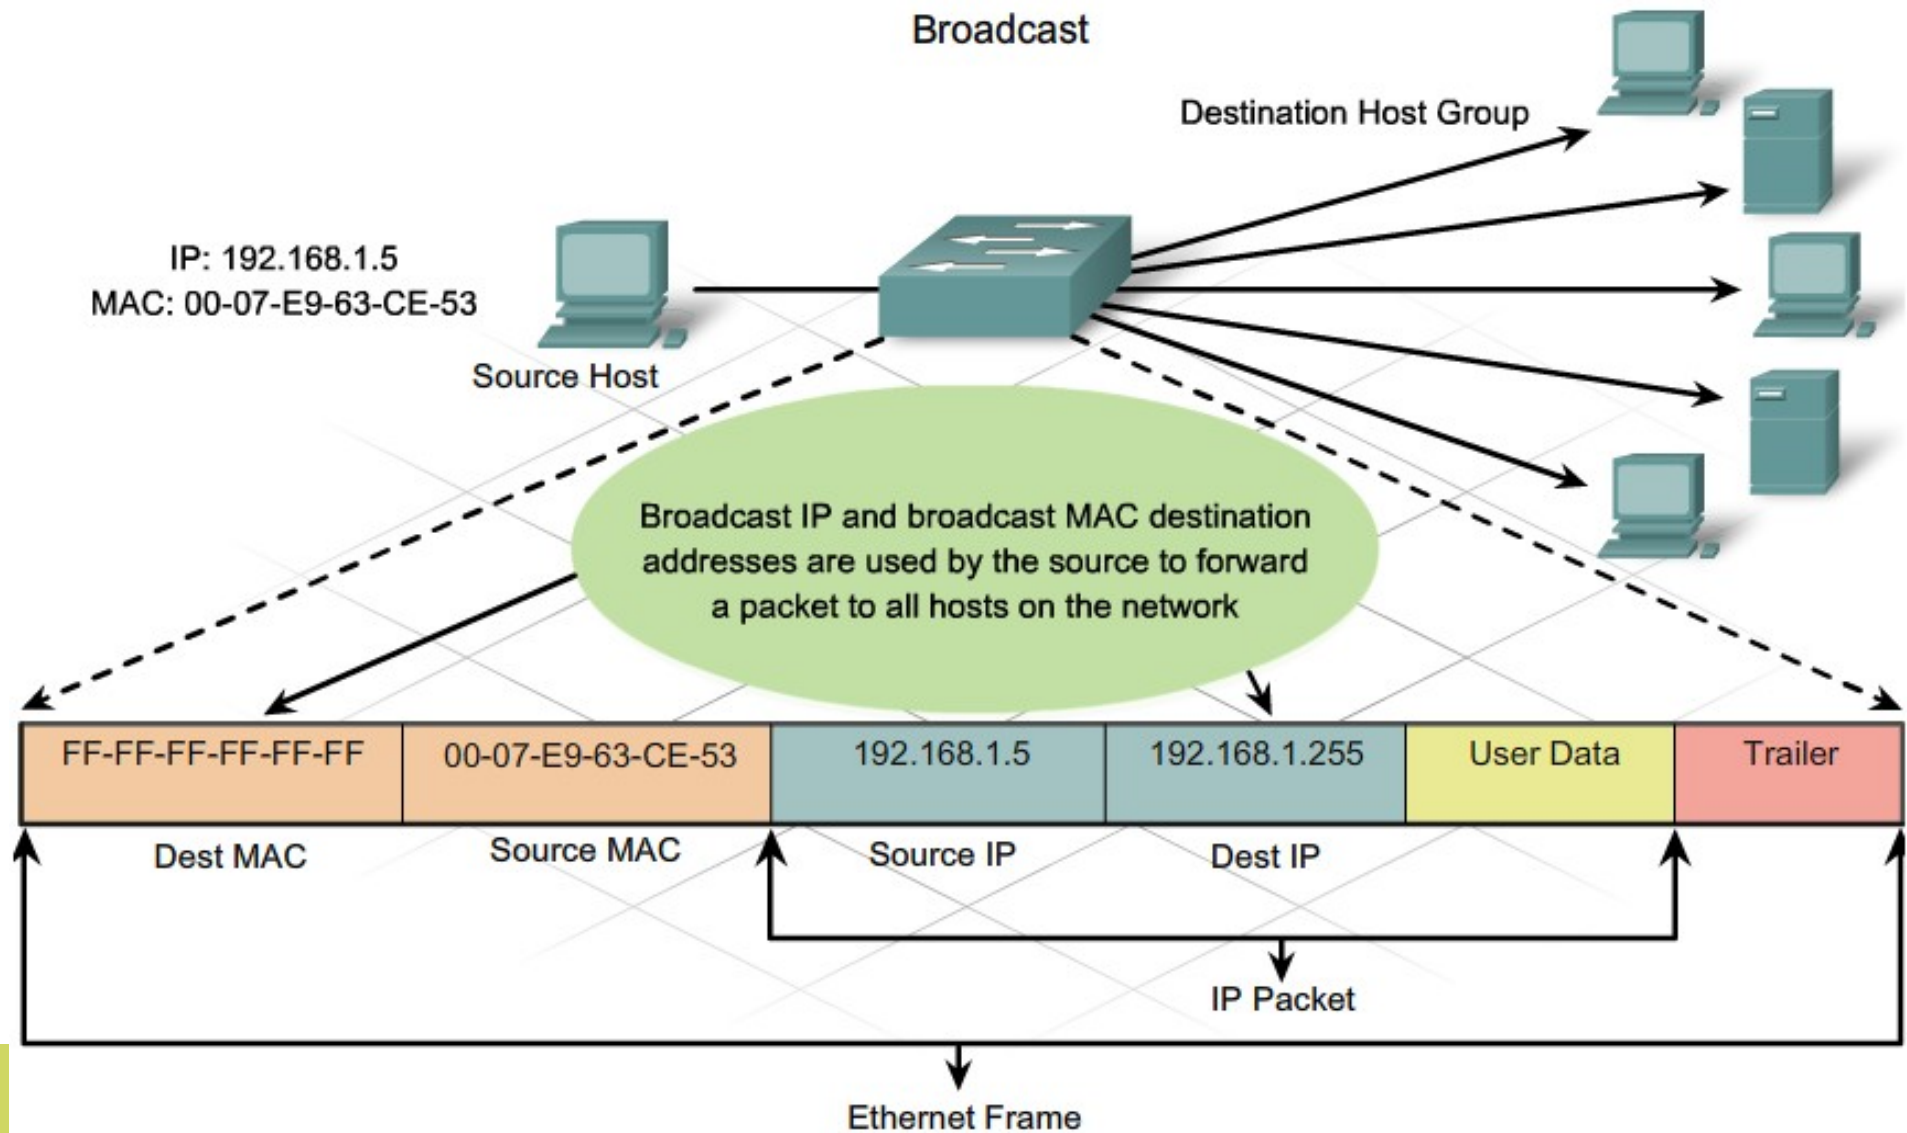 Broadcast
Destination Host Group
IP: 192.168.1.5
MAC: 00-07-E9-63-CE-53
Source Host
Broadcast IP and broadcast MAC destination
addresses are used by the source to forward
a packet to all hosts on the network
FF-FF-FF-FF-FF-FF
00-07-E9-63-CE-53
192.168.1.5
192.168.1.255
User Data
Trailer
Dest MAC
Source MAC
Source IP
Dest IP
IP Packet
Ethernet Frame